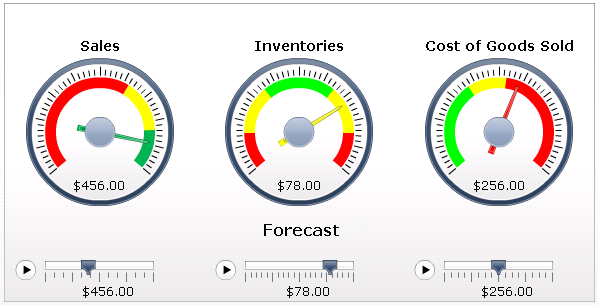 Sales Inventories Cost of Goods Sold
$456.00 $78.00 $256.00
Forecast
$456.00 $78.00 $256.00